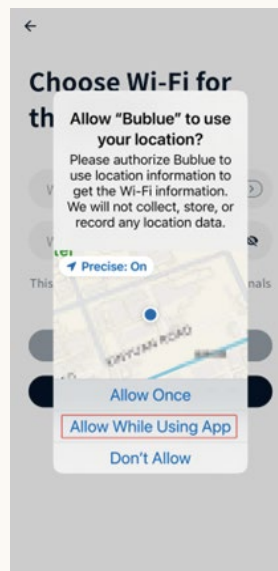 Choose Wi-Fi for
th
Allow “Bublue” to use
your location?
Please authorize Bublue to
use location information to
get the Wi-Fi information.
We will not collect, store, or
record any location data.
Precise: On
This
nals
XINYUAN ROAD
Allow Once
Allow While Using App
Don’t Allow